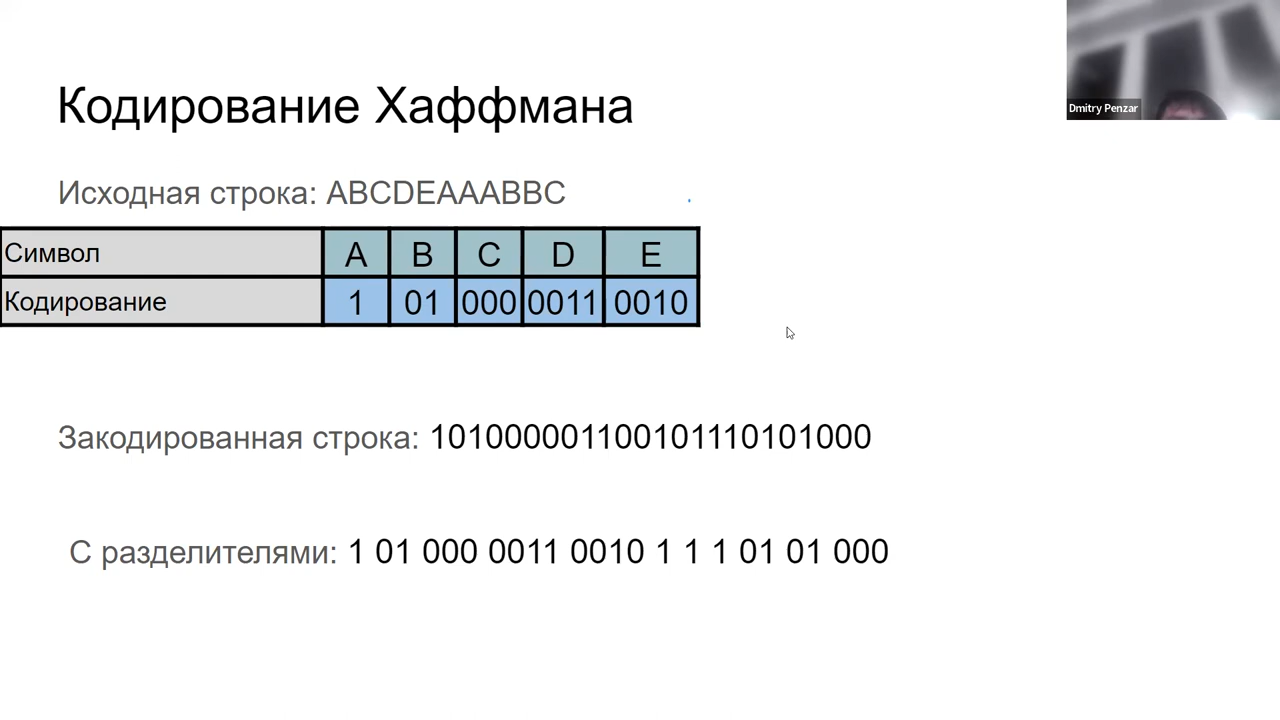 Dmitry Penzar
Кодирование Хаффмана
Исходная строка: ABCDEAAABBC
Символ A B C D E
Кодирование 1 01 000 0011 0010
Закодированная строка: 101000001100101110101000
С разделителями: 1 01 000 0011 0010 1 1 1 01 01 000